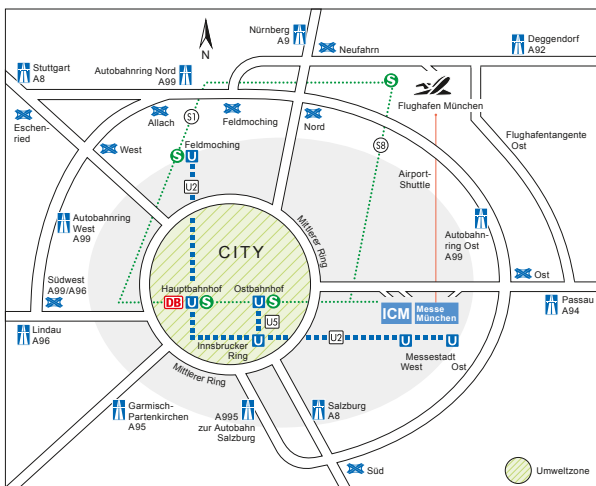 Nürnberg
A9
N
Neufahrn
Deggendorf
A92
Stuttgart
A8
Autobahnring Nord
A99
S
Flughafen München
Eschen-
ried
Allach
S1
Feldmoching
Nord
West
S
Feldmoching
U
S8
Flughafentangente
Ost
U2
Airport-
Shuttle
Mittlerer Ring
Autobahnring
West
A99
CITY
Autobahn-
ring Ost
A99
Südwest
A99/A96
Hauptbahnhof
Ostbahnhof
DB
U
S
U
S
Ost
ICM
Messe
München
Passau
A94
Lindau
A96
U5
Innsbrucker
Ring
U
U2
U
U
Messestadt
West
Ost
Mittlerer Ring
Garmisch-
Partenkirchen
A95
A995
zur Autobahn
Salzburg
Salzburg
A8
Süd
Umweltzone